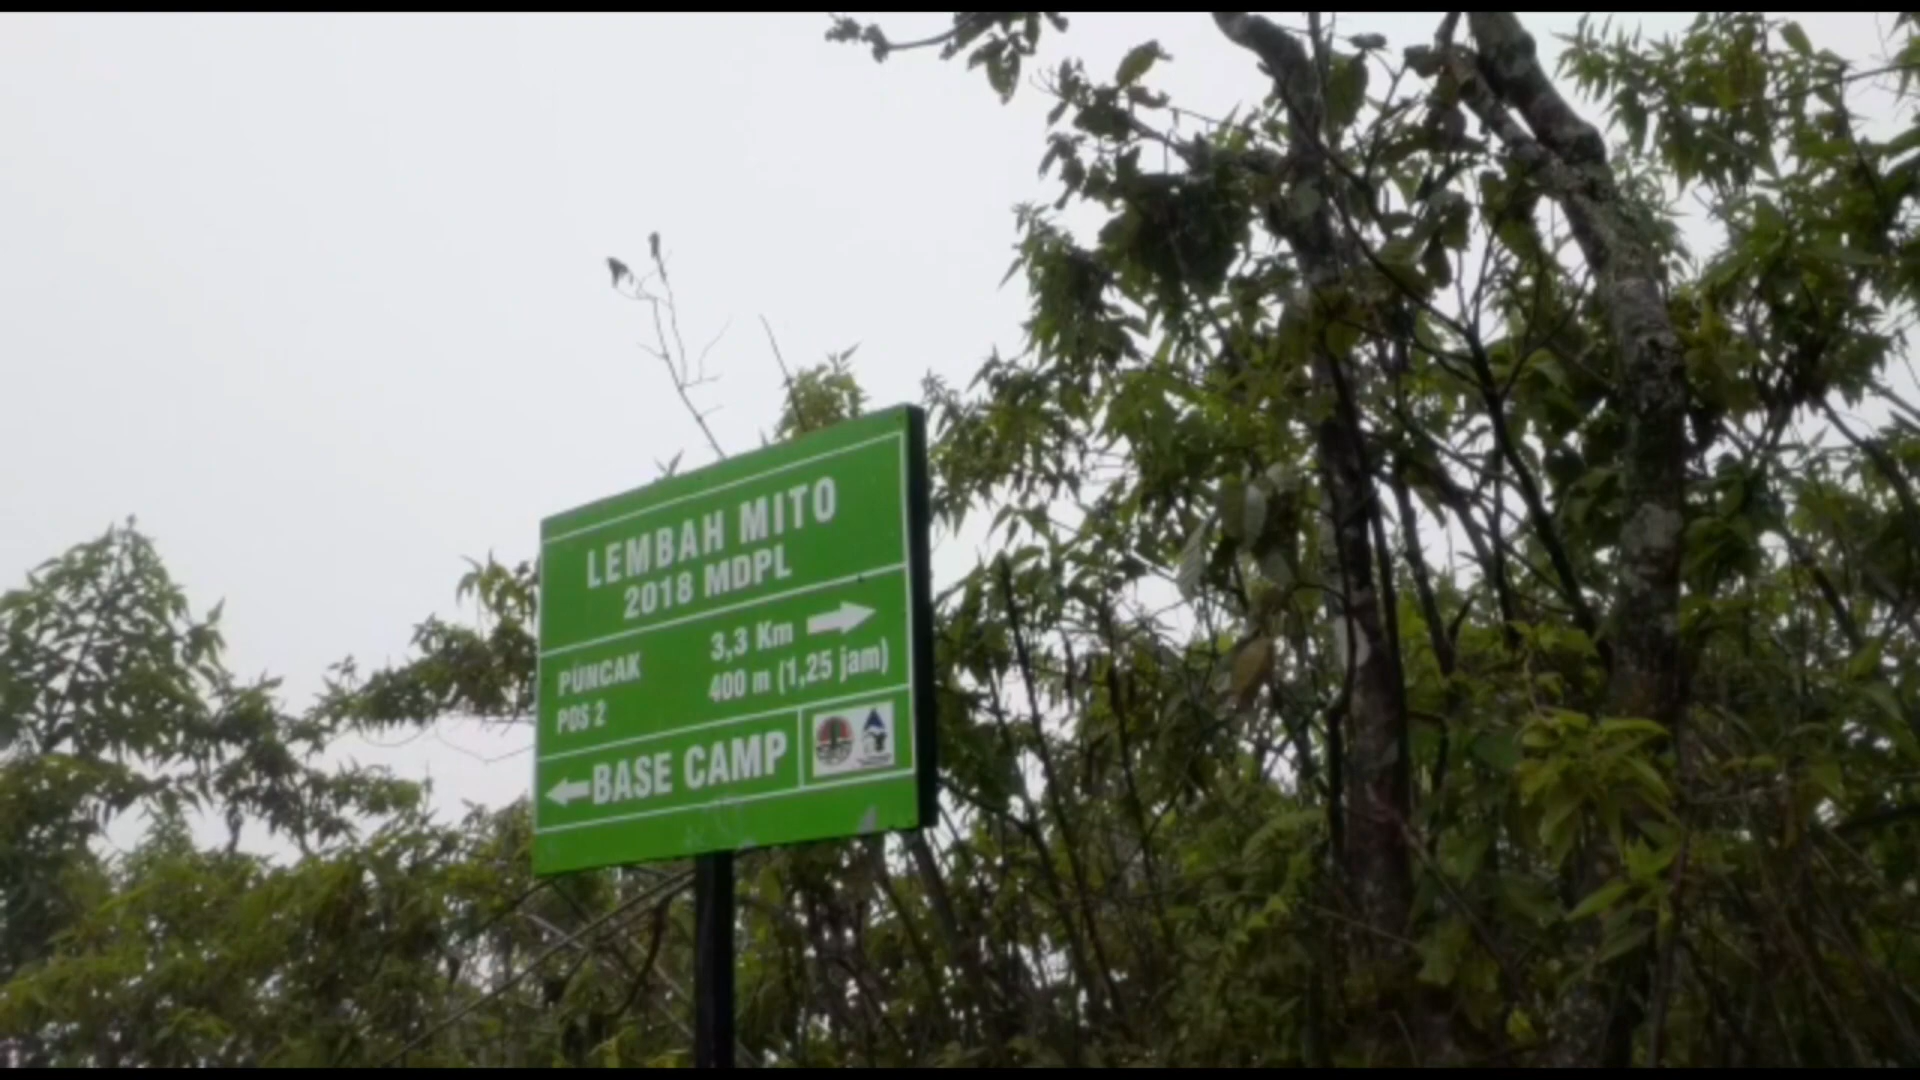 LEMBAH MITO
2018 MDPL
PUNCAK 3,3 Km
POS 2 400 m (1,25 jam)
BASE CAMP